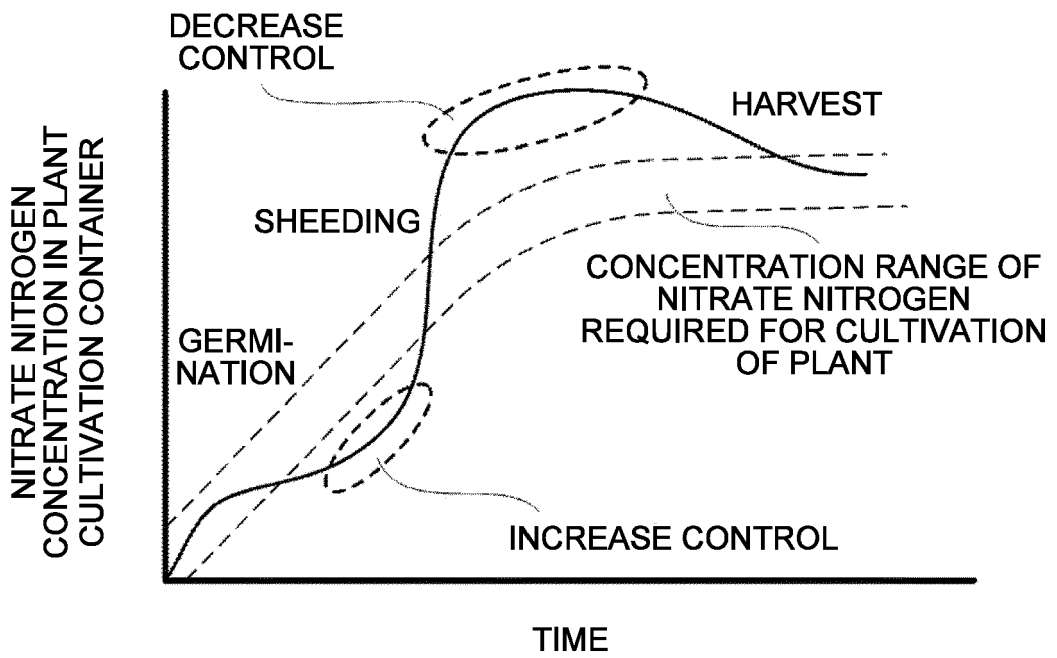 DECREASE
CONTROL
HARVEST
NITRATE NITROGEN
CONCENTRATION IN PLANT
CULTIVATION CONTAINER
SHEEDING
CONCENTRATION RANGE OF
NITRATE NITROGEN
REQUIRED FOR CULTIVATION
OF PLANT
GERMI-
NATION
INCREASE CONTROL
TIME